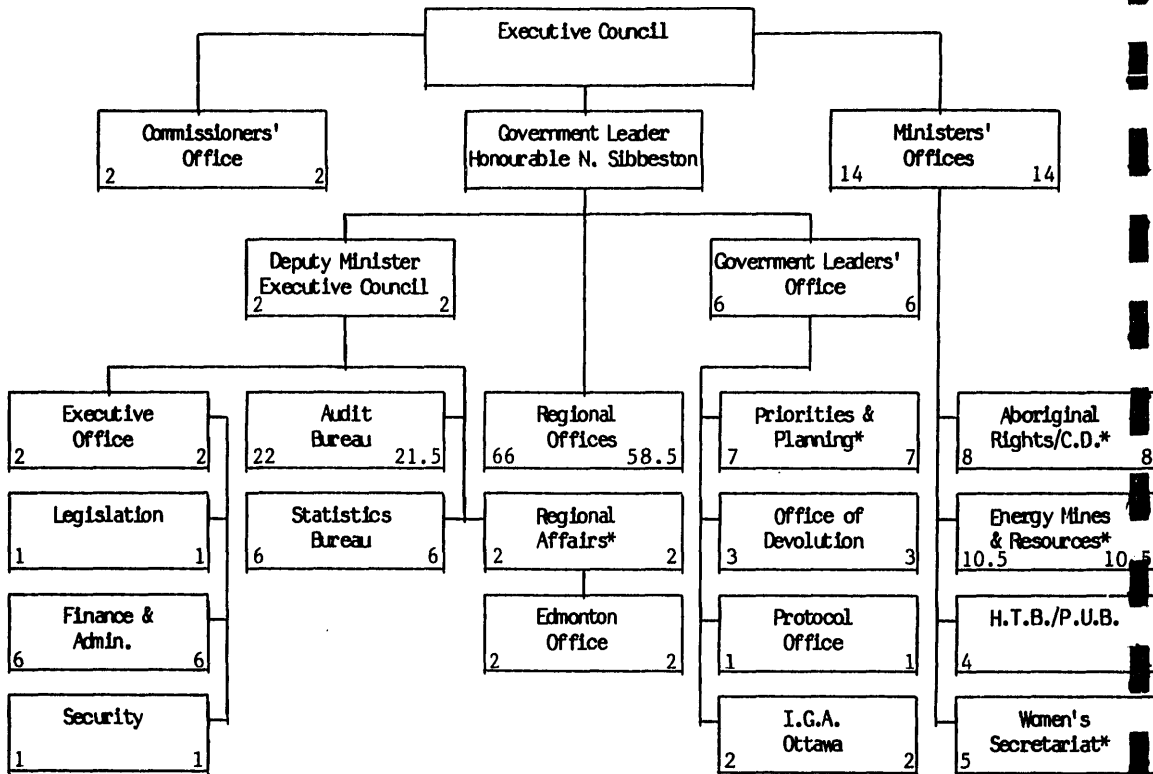 Executive Council
Commissioners'
Office
2 2
Government Leader
Honourable N. Sibbeston
Ministers'
Offices
14 14
Deputy Minister
Executive Council
2 2
Government Leaders'
Office
6 6
Executive
Office
2 2
Audit
Bureau
22 21.5
Regional
Offices
66 58.5
Priorities &
Planning*
7 7
Aboriginal
Rights/C.D.*
8 8
Legislation
1 1
Statistics
Bureau
6 6
Regional
Affairs*
2 2
Office of
Devolution
3 3
Energy Mines
& Resources*
10.5 10.5
Finance &
Admin.
6 6
Edmonton
Office
2 2
Protocol
Office
1 1
H.T.B./P.U.B.
4
Security
1 1
I.G.A.
Ottawa
2 2
Women's
Secretariat*
5